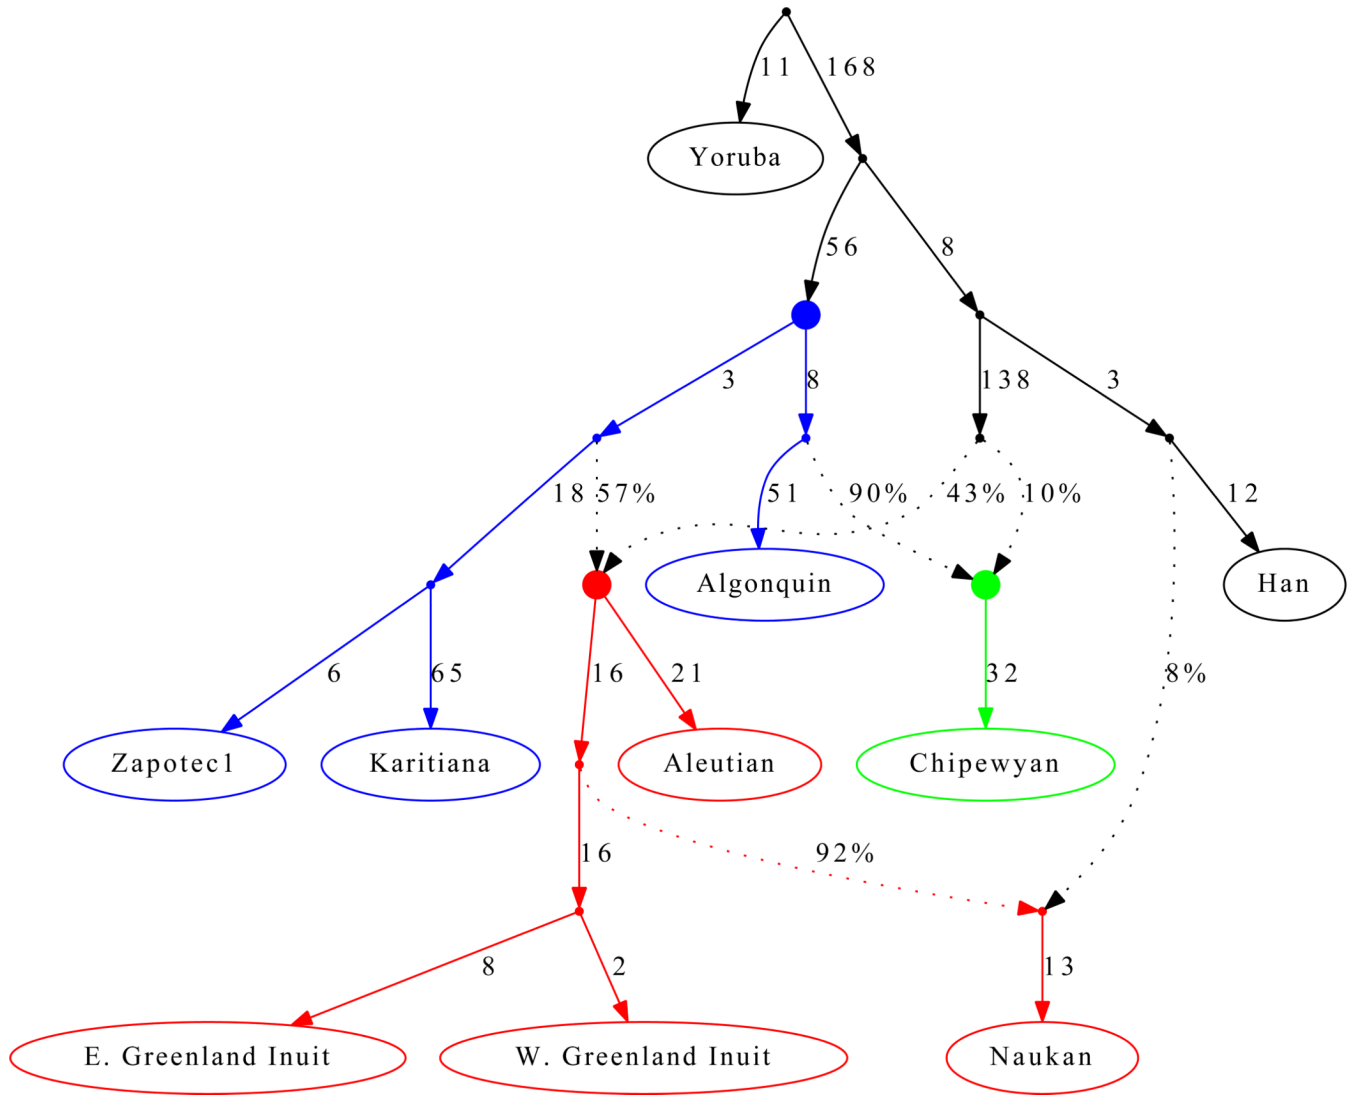 11 168
Yoruba
56 8
3 8 138 3
18 57% 51 90% 43% 10% 12
Algonquin Han
6 65 16 21 32 8%
Zapotec1 Karitiana Aleutian Chipewyan
16 92%
8 2 13
E. Greenland Inuit W. Greenland Inuit Naukan